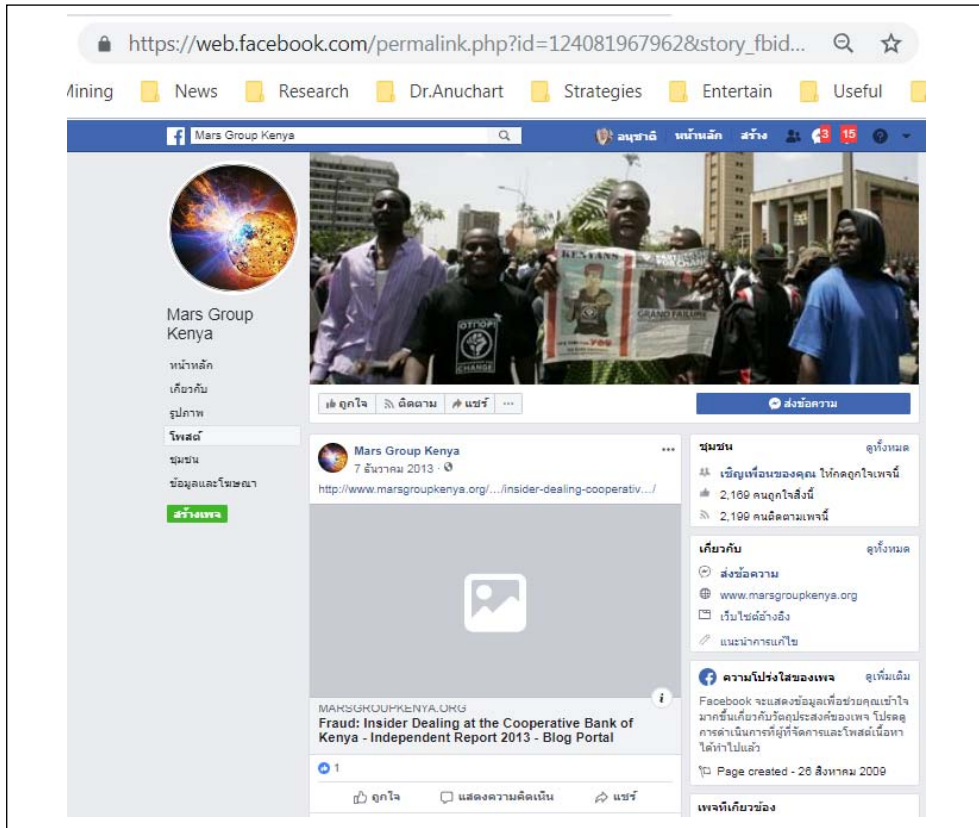 https://web.facebook.com/permalink.php?id=124081967962&story_fbid...
Mining News Research Dr.Anuchart Strategies Entertain Useful
Mars Group Kenya
อนุชาติ หน้าหลัก สร้าง 3 15
KENYANS
GRAND FAILURE
YOU
ОТПОР!
CHANGE
FOR CHANGE
Mars Group
Kenya
หน้าหลัก
เกี่ยวกับ
รูปภาพ
โพสต์
ชุมชน
ข้อมูลและโฆษณา
สร้างเพจ
ถูกใจ ติดตาม แชร์ ...
ส่งข้อความ
Mars Group Kenya
7 ธันวาคม 2013
http://www.marsgroupkenya.org/…/insider-dealing-cooperativ…/
MARSGROUPKENYA.ORG
Fraud: Insider Dealing at the Cooperative Bank of
Kenya - Independent Report 2013 - Blog Portal
1
ถูกใจ แสดงความคิดเห็น แชร์
ชุมชน ดูทั้งหมด
เชิญเพื่อนของคุณ ให้กดถูกใจเพจนี้
2,169 คนถูกใจสิ่งนี้
2,199 คนติดตามเพจนี้
เกี่ยวกับ ดูทั้งหมด
ส่งข้อความ
www.marsgroupkenya.org
เว็บไซต์อ้างอิง
แนะนำการแก้ไข
ความโปร่งใสของเพจ ดูเพิ่มเติม
Facebook จะแสดงข้อมูลเพื่อช่วยคุณเข้าใจ
มากขึ้นเกี่ยวกับวัตถุประสงค์ของเพจ โปรดดู
การดำเนินการที่ผู้ที่จัดการและโพสต์เนื้อหา
ได้ทำไปแล้ว
Page created - 26 สิงหาคม 2009
เพจที่เกี่ยวข้อง